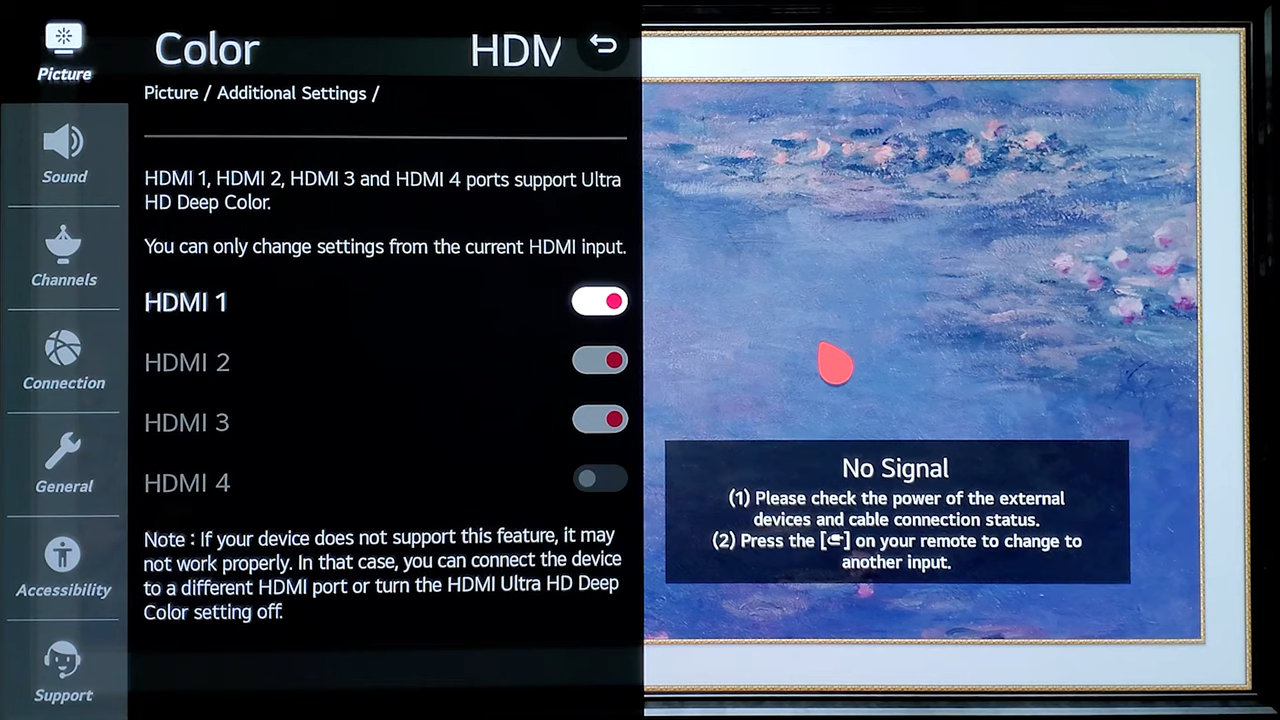 Picture
Sound
Channels
Connection
General
Accessibility
Support
Color HDM
Picture / Additional Settings /
HDMI 1, HDMI 2, HDMI 3 and HDMI 4 ports support Ultra
HD Deep Color.
You can only change settings from the current HDMI input.
HDMI 1
HDMI 2
HDMI 3
HDMI 4
Note : If your device does not support this feature, it may
not work properly. In that case, you can connect the device
to a different HDMI port or turn the HDMI Ultra HD Deep
Color setting off.
No Signal
(1) Please check the power of the external
devices and cable connection status.
(2) Press the [ ] on your remote to change to
another input.